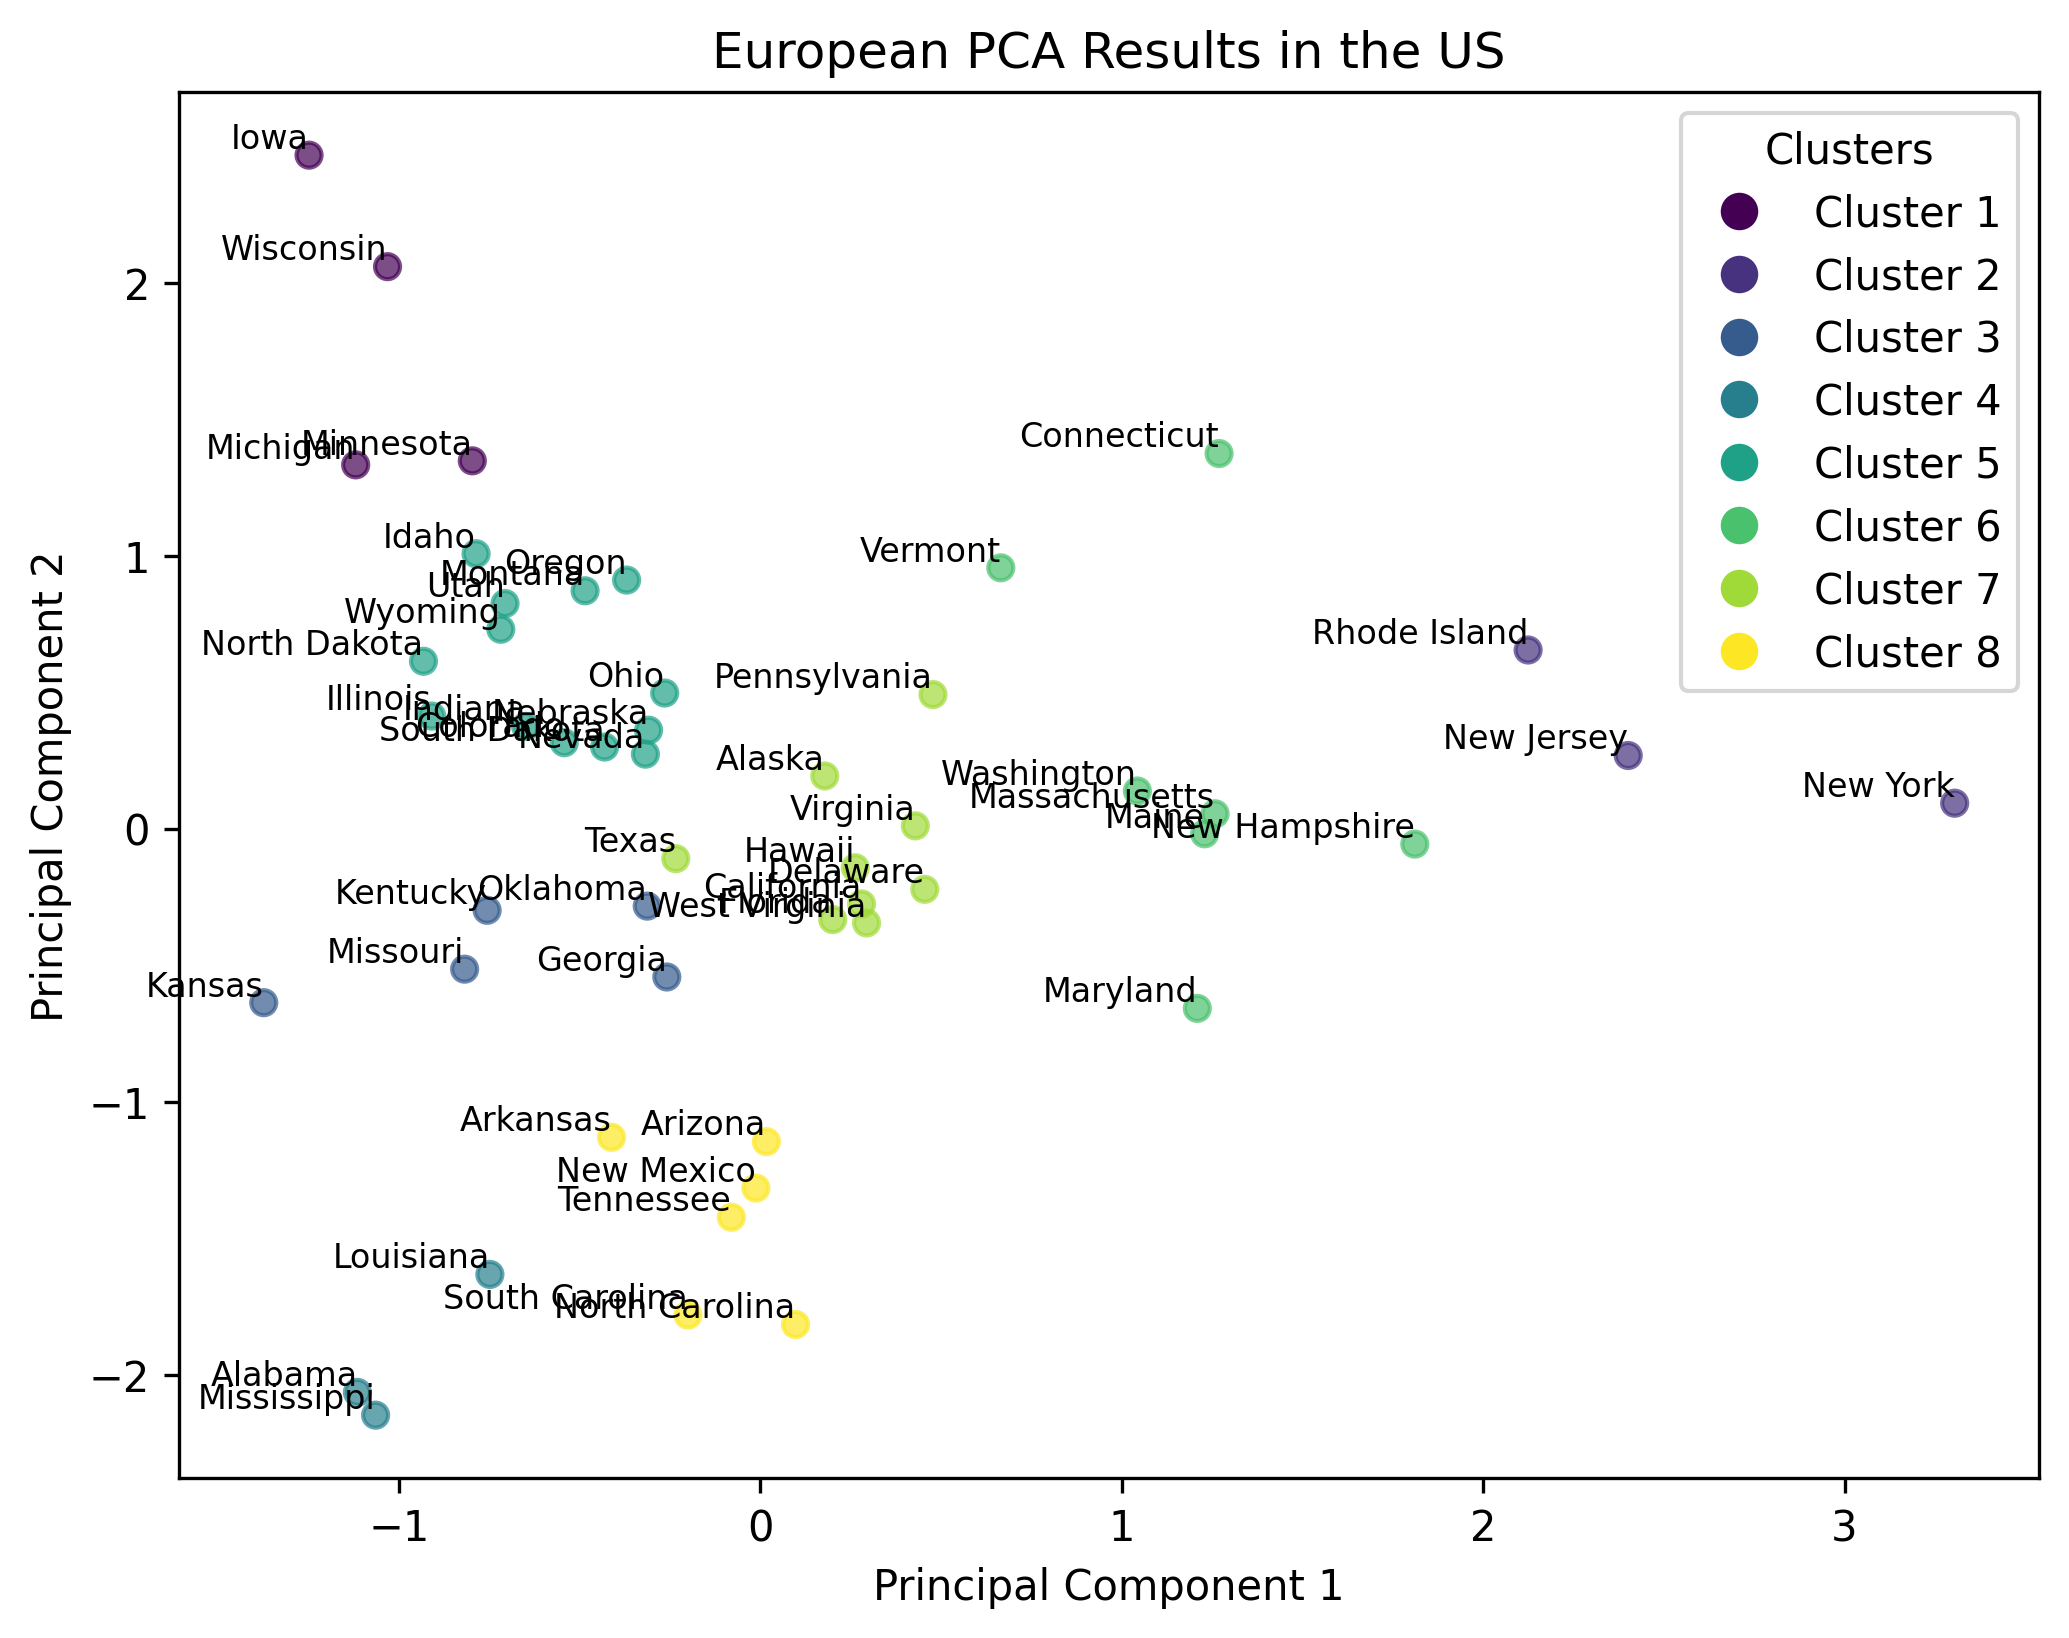 European PCA Results in the US
Iowa
Wisconsin
Michigan
Minnesota
Connecticut
Idaho
Oregon
Montana
Utah
Wyoming
Vermont
North Dakota
Rhode Island
Ohio
Pennsylvania
Illinois
Indiana
Nebraska
Colorado
South Dakota
Nevada
New Jersey
Alaska
Washington
New York
Massachusetts
Virginia
Maine
New Hampshire
Texas
Hawaii
Delaware
California
Kentucky
Oklahoma
Florida
West Virginia
Missouri
Georgia
Kansas
Maryland
Arkansas
Arizona
New Mexico
Tennessee
Louisiana
South Carolina
North Carolina
Alabama
Mississippi
Clusters
Cluster 1
Cluster 2
Cluster 3
Cluster 4
Cluster 5
Cluster 6
Cluster 7
Cluster 8
Principal Component 2
2
1
0
−1
−2
−1
0
1
2
3
Principal Component 1